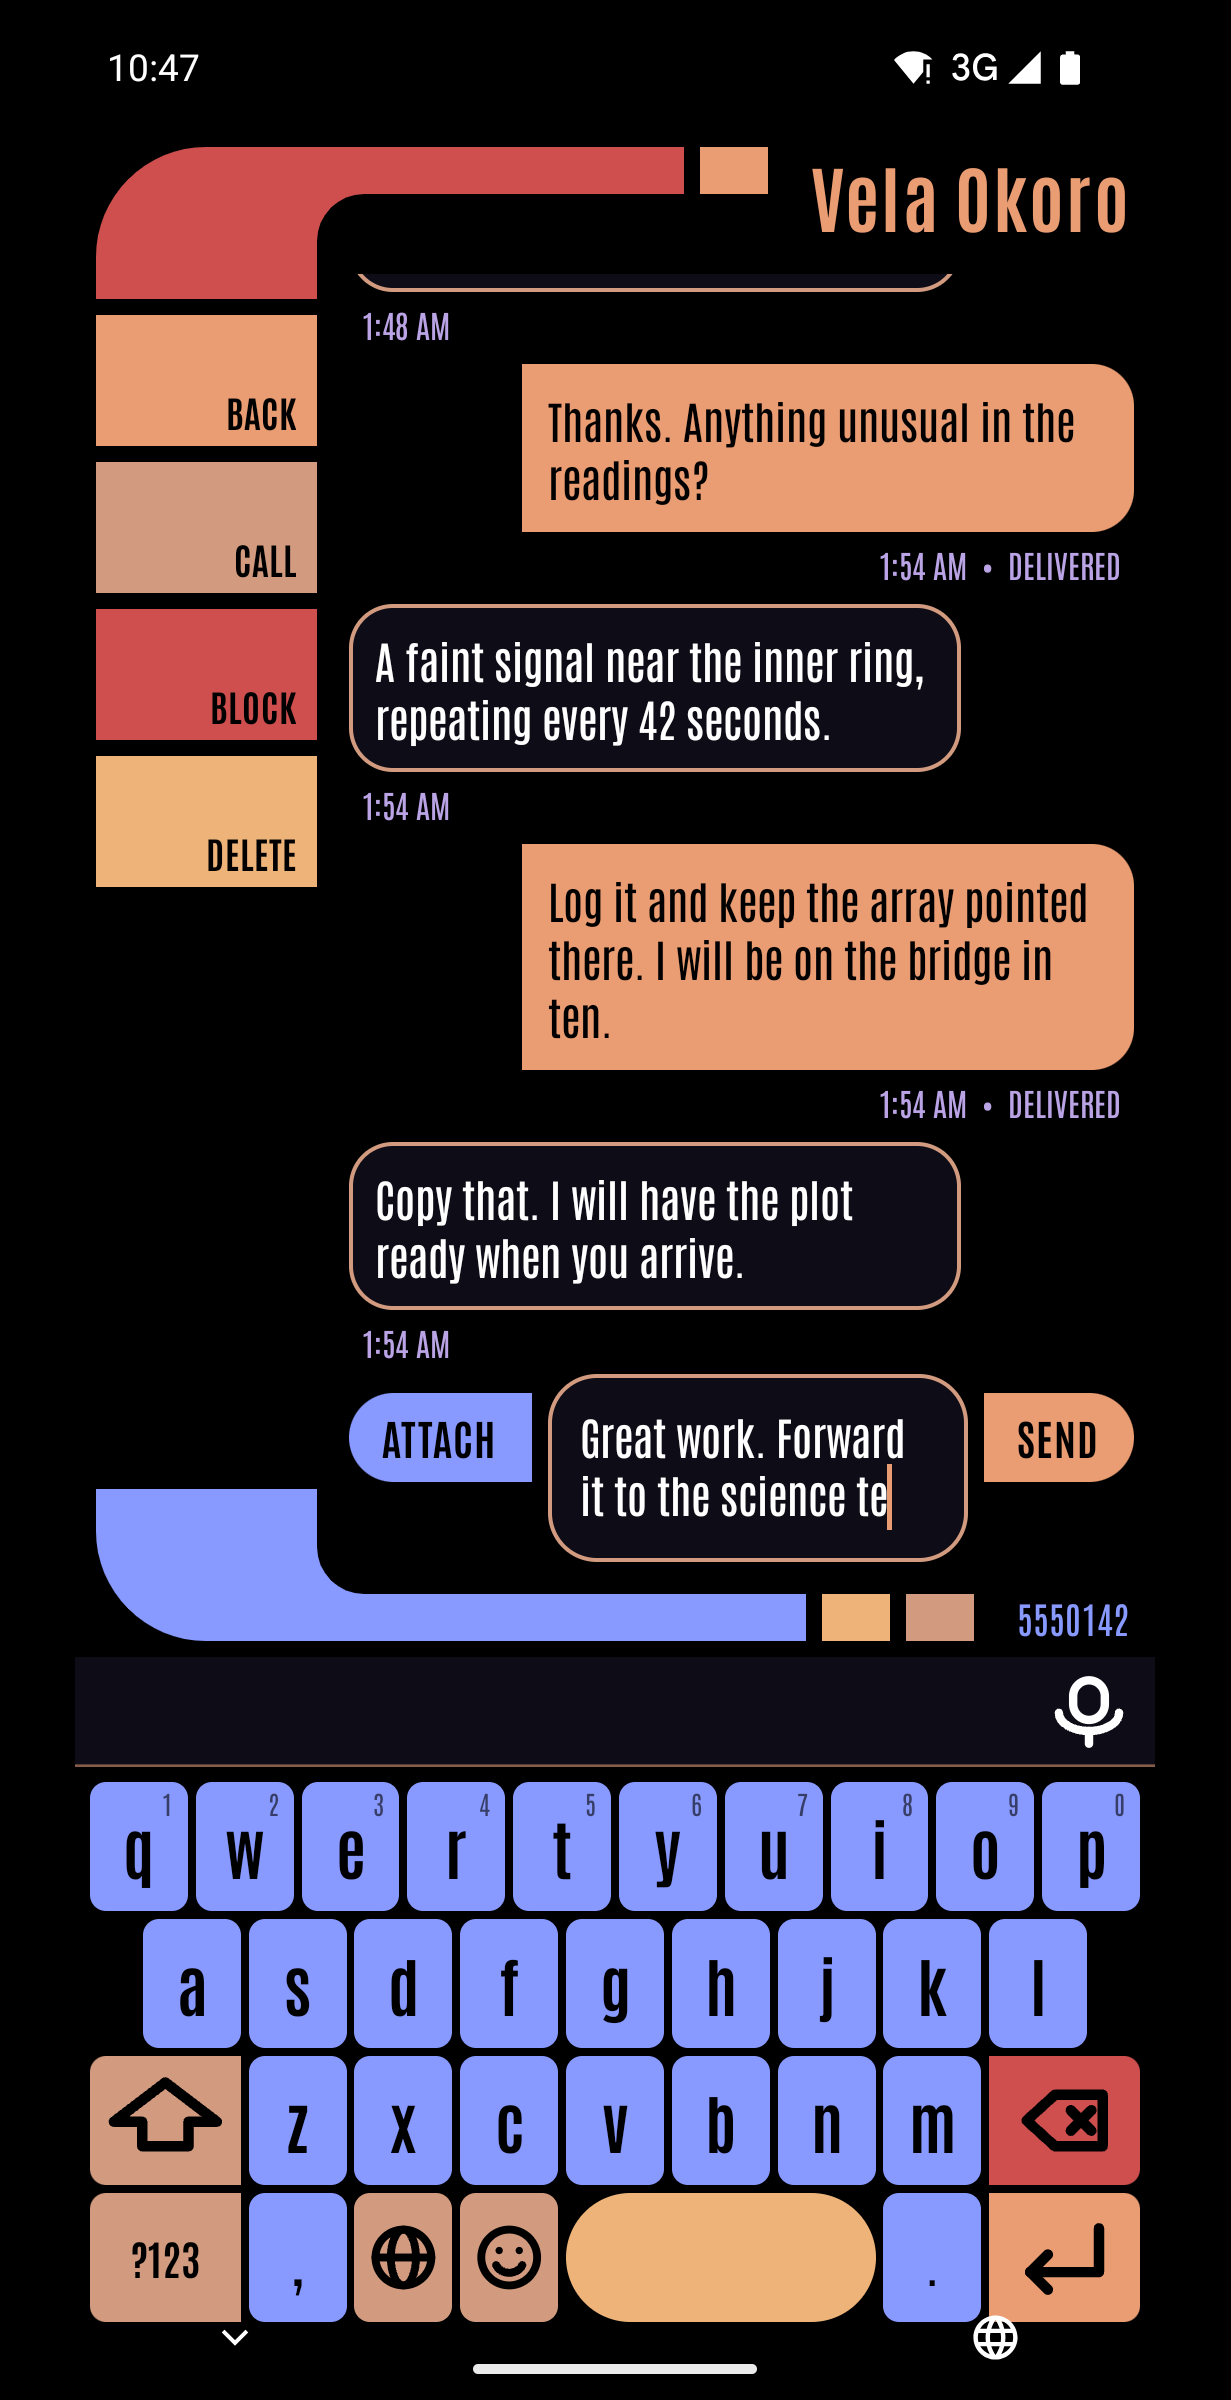 10:47
3G
Vela Okoro
1:48 AM
BACK
Thanks. Anything unusual in the
readings?
CALL
1:54 AM • DELIVERED
A faint signal near the inner ring,
repeating every 42 seconds.
BLOCK
1:54 AM
DELETE
Log it and keep the array pointed
there. I will be on the bridge in
ten.
1:54 AM • DELIVERED
Copy that. I will have the plot
ready when you arrive.
1:54 AM
ATTACH
Great work. Forward
it to the science te
SEND
5550142
1 2 3 4 5 6 7 8 9 0
q w e r t y u i o p
a s d f g h j k l
z x c v b n m
?123 , .